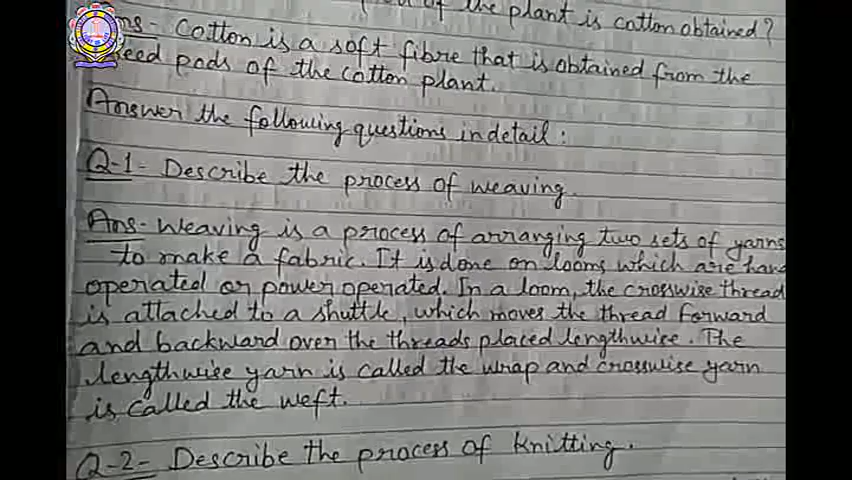 of the plant is cotton obtained?
Ans - Cotton is a soft fibre that is obtained from the
seed pods of the cotton plant.
Answer the following questions in detail :
Q-1- Describe the process of weaving.
Ans- Weaving is a process of arranging two sets of yarns
to make a fabric. It is done on looms which are hand
operated or power operated. In a loom, the crosswise thread
is attached to a shuttle, which moves the thread forward
and backward over the threads placed lengthwise. The
lengthwise yarn is called the wrap and crosswise yarn
is called the weft.
Q-2- Describe the process of knitting.